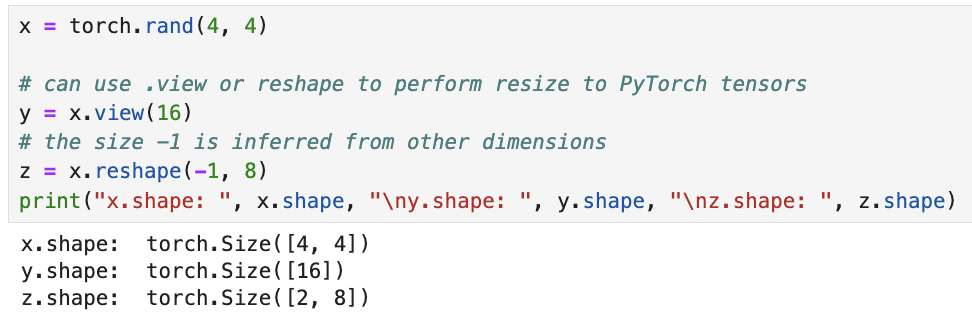 x = torch.rand(4, 4)
# can use .view or reshape to perform resize to PyTorch tensors
y = x.view(16)
# the size -1 is inferred from other dimensions
z = x.reshape(-1, 8)
print("x.shape: ", x.shape, "\ny.shape: ", y.shape, "\nz.shape: ", z.shape)
x.shape:  torch.Size([4, 4])
y.shape:  torch.Size([16])
z.shape:  torch.Size([2, 8])